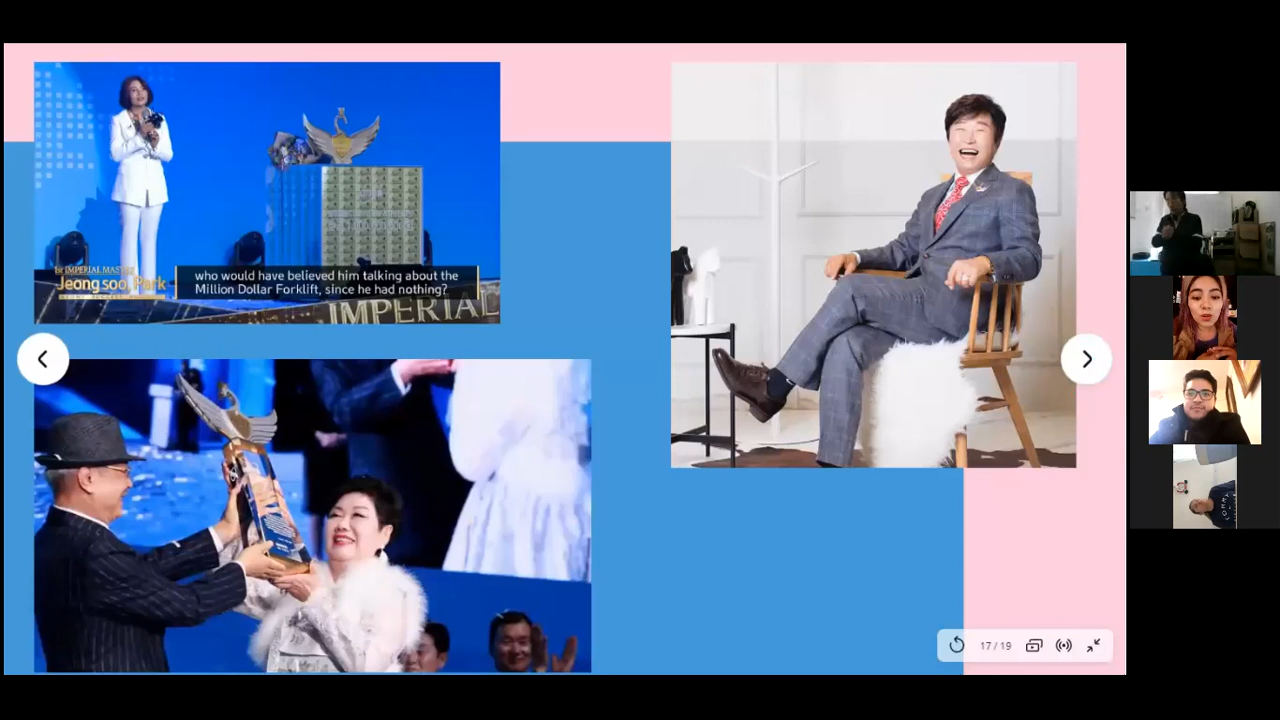 1st IMPERIAL MASTER
Jeong soo, Park
who would have believed him talking about the
Million Dollar Forklift, since he had nothing?
IMPERIAL
17 / 19